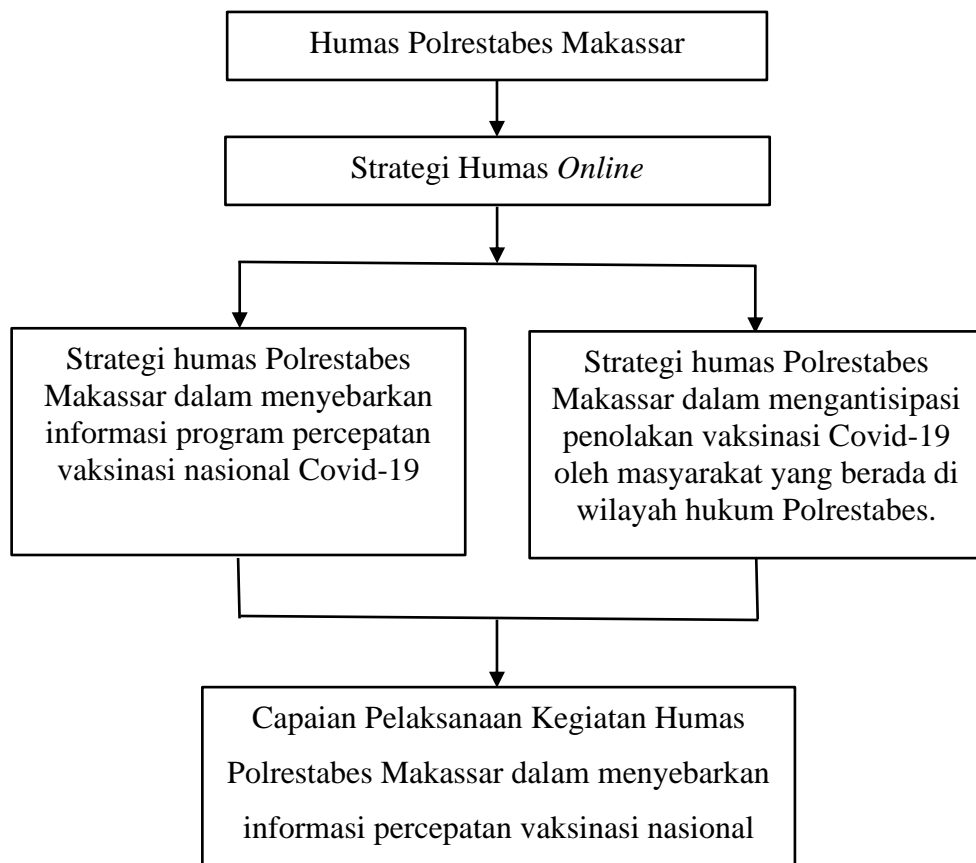 Humas Polrestabes Makassar
Strategi Humas Online
Strategi humas Polrestabes
Makassar dalam menyebarkan
informasi program percepatan
vaksinasi nasional Covid-19
Strategi humas Polrestabes
Makassar dalam mengantisipasi
penolakan vaksinasi Covid-19
oleh masyarakat yang berada di
wilayah hukum Polrestabes.
Capaian Pelaksanaan Kegiatan Humas
Polrestabes Makassar dalam menyebarkan
informasi percepatan vaksinasi nasional